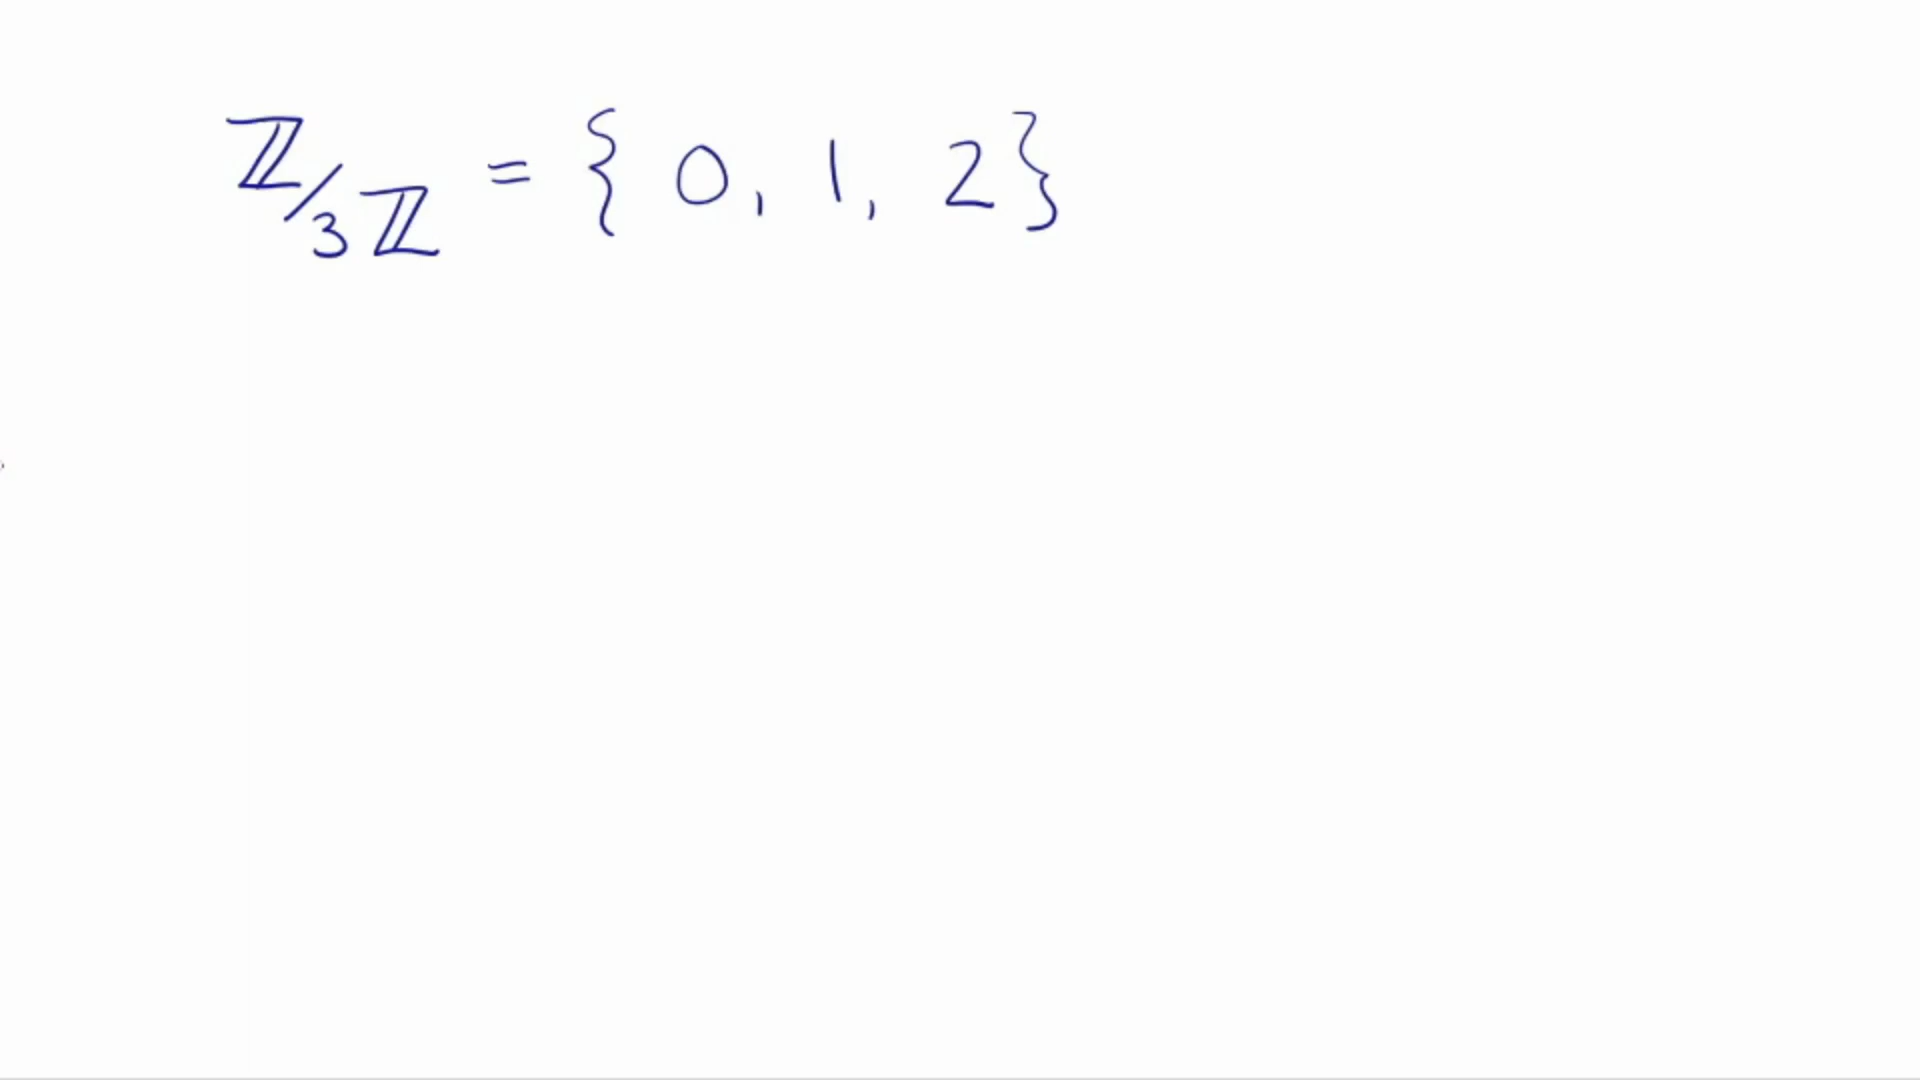 ℤ/3ℤ = { 0, 1, 2 }